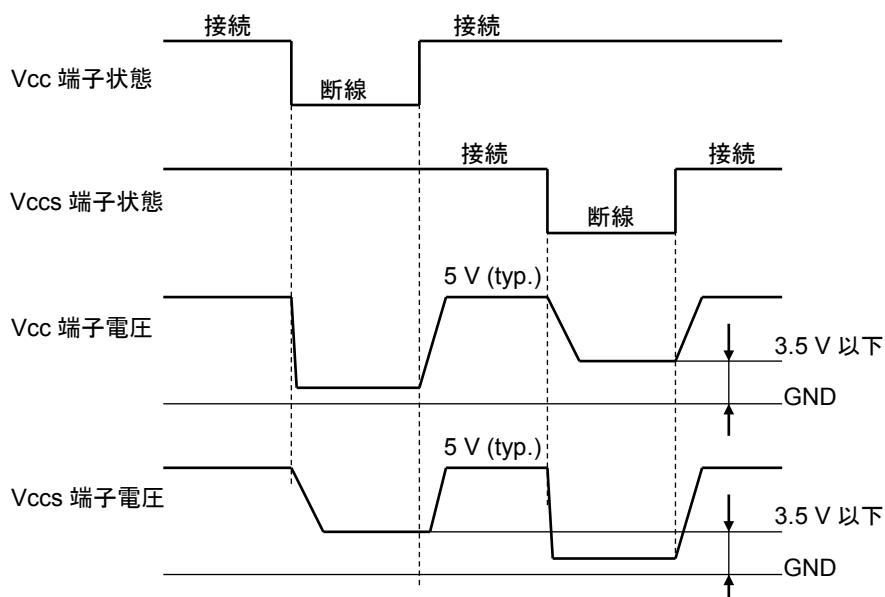 接続
接続
Vcc 端子状態
断線
接続
接続
Vccs 端子状態
断線
5 V (typ.)
Vcc 端子電圧
3.5 V 以下
GND
5 V (typ.)
Vccs 端子電圧
3.5 V 以下
GND